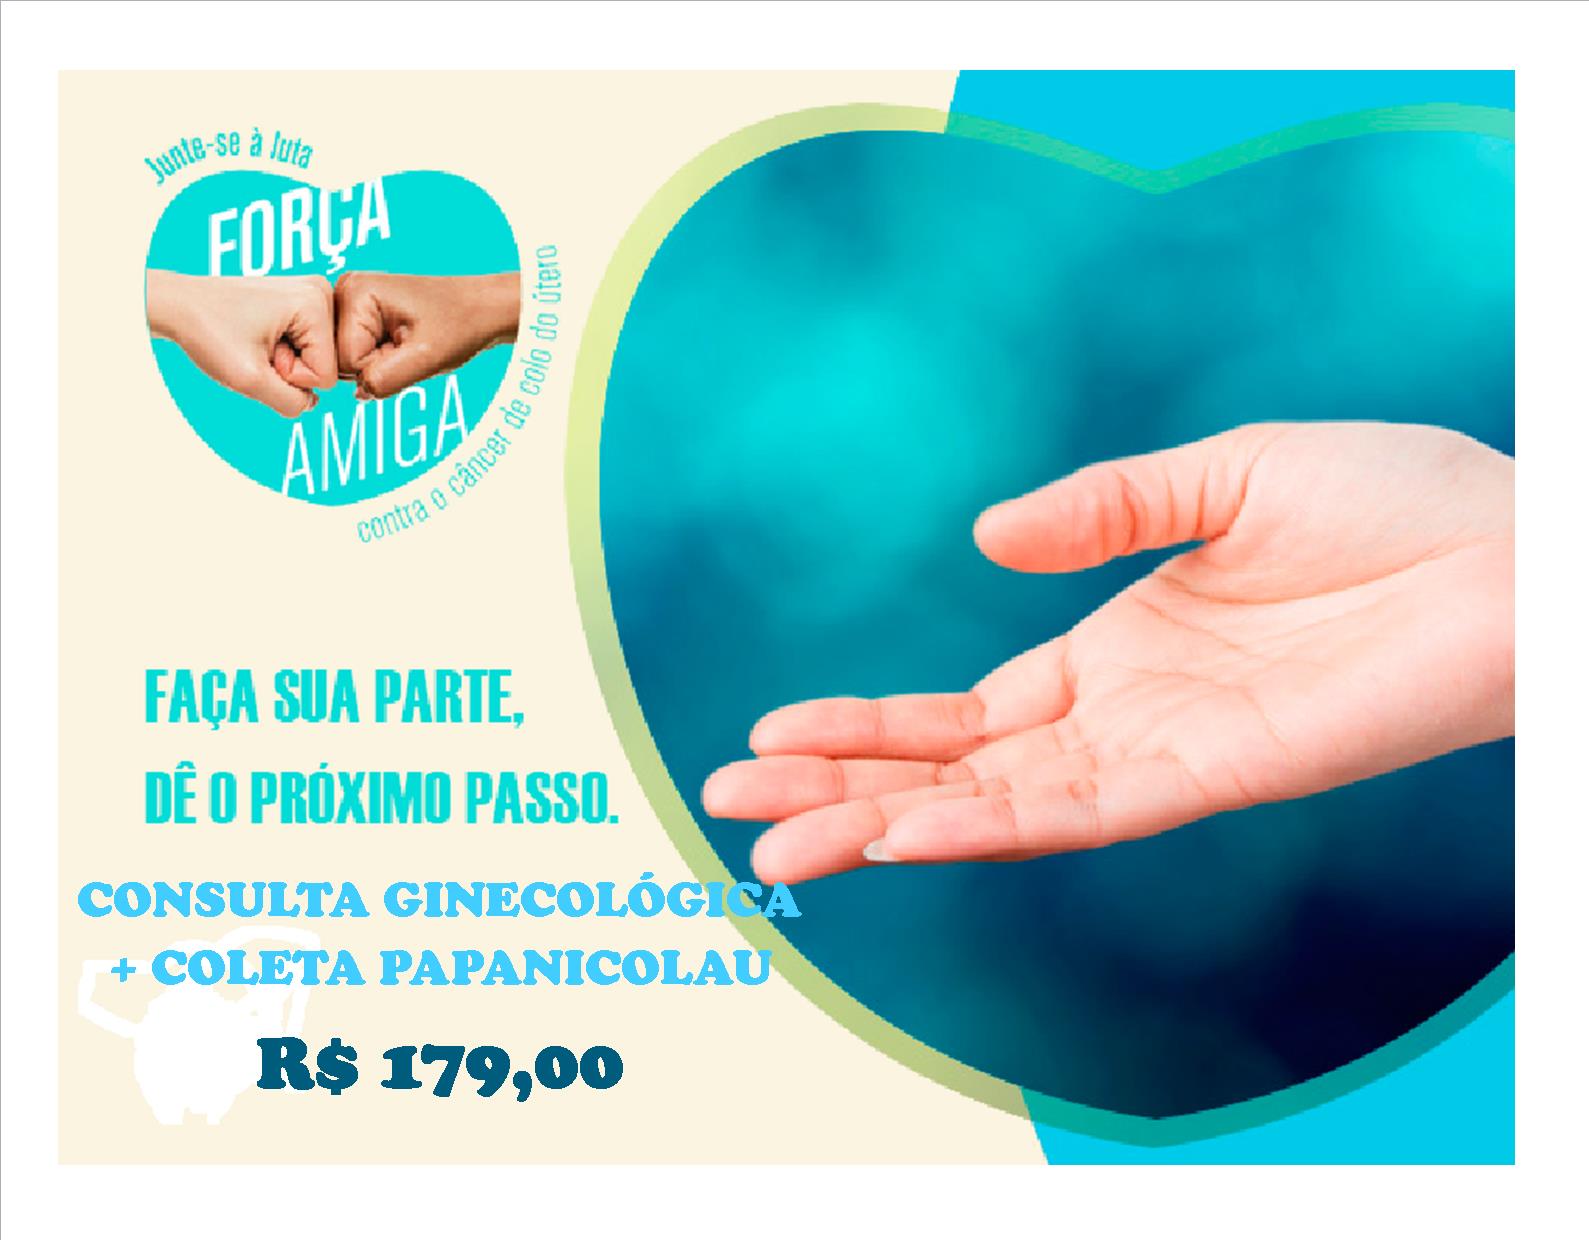 Junte-se à luta
FORÇA
AMIGA
contra o câncer de colo do útero
FAÇA SUA PARTE,
DÊ O PRÓXIMO PASSO.
CONSULTA GINECOLÓGICA
+ COLETA PAPANICOLAU
R$ 179,00